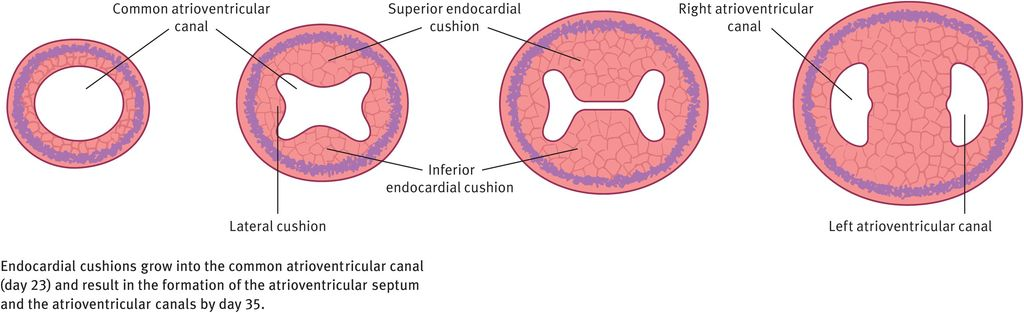 Common atrioventricular
canal
Superior endocardial
cushion
Right atrioventricular
canal
Inferior
endocardial cushion
Lateral cushion
Left atrioventricular canal
Endocardial cushions grow into the common atrioventricular canal
(day 23) and result in the formation of the atrioventricular septum
and the atrioventricular canals by day 35.